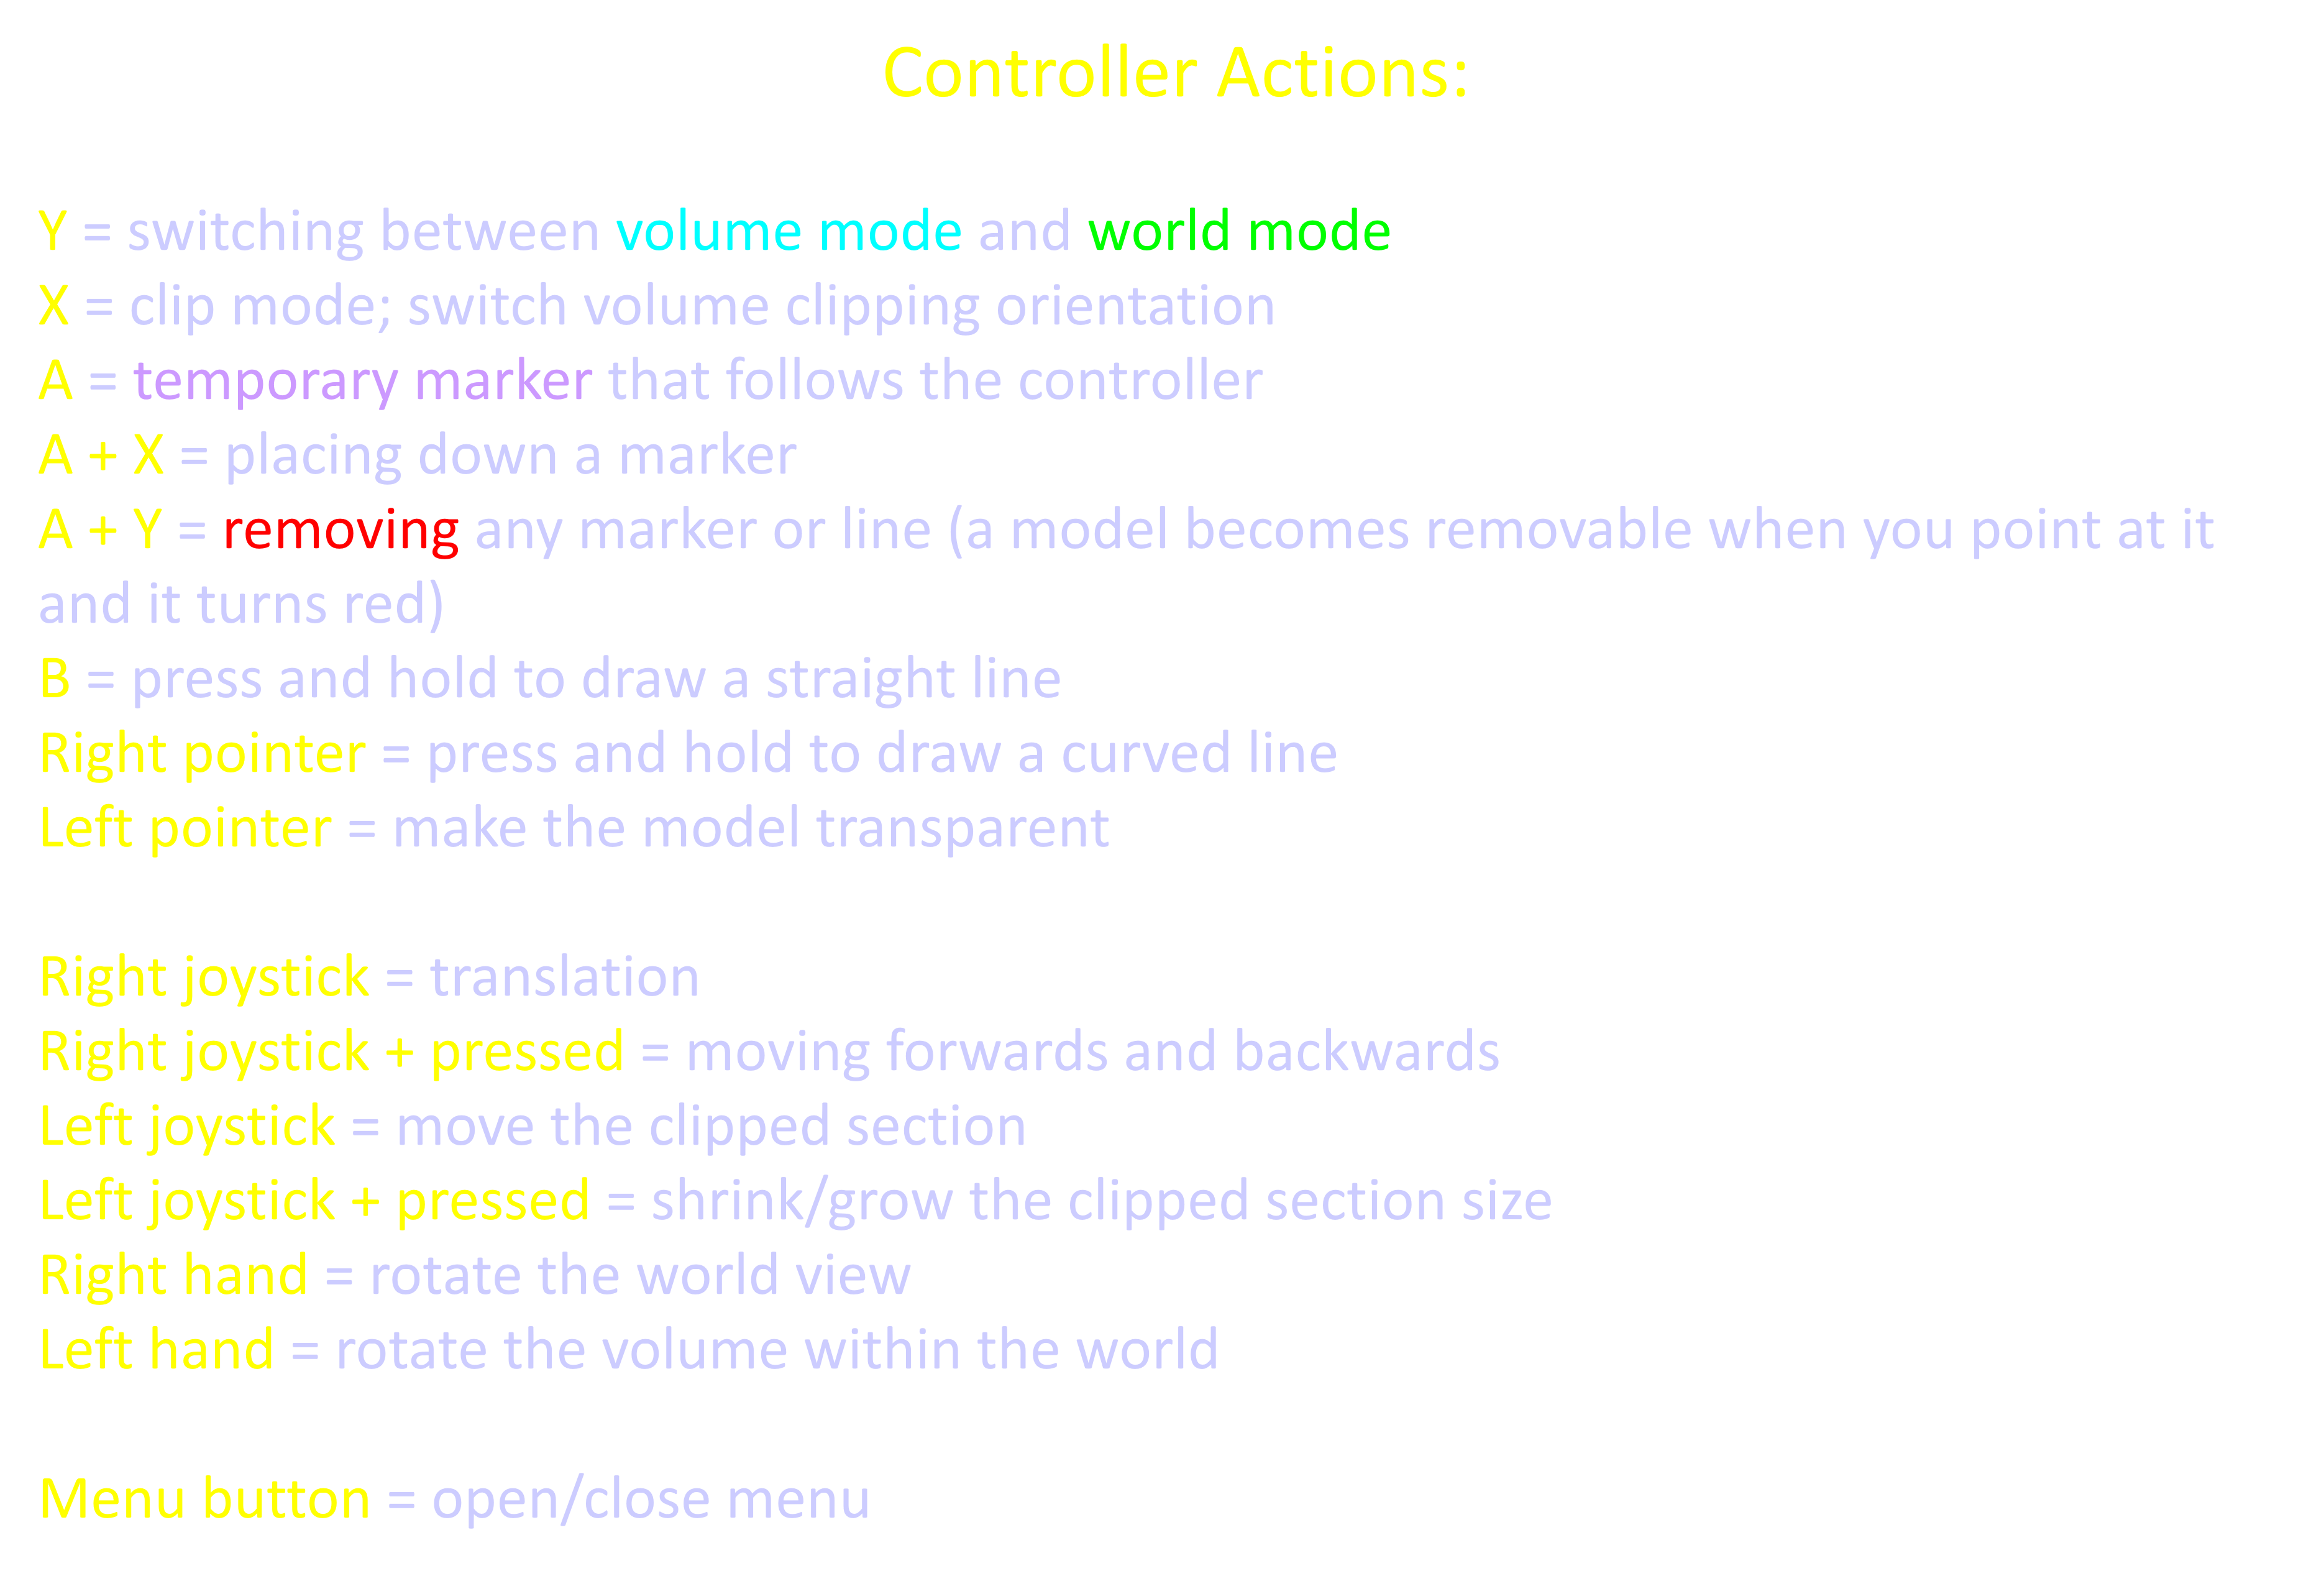 Controller Actions:
Y = switching between volume mode and world mode
X = clip mode; switch volume clipping orientation
A = temporary marker that follows the controller
A + X = placing down a marker
A + Y = removing any marker or line (a model becomes removable when you point at it
and it turns red)
B = press and hold to draw a straight line
Right pointer = press and hold to draw a curved line
Left pointer = make the model transparent
Right joystick = translation
Right joystick + pressed = moving forwards and backwards
Left joystick = move the clipped section
Left joystick + pressed = shrink/grow the clipped section size
Right hand = rotate the world view
Left hand = rotate the volume within the world
Menu button = open/close menu